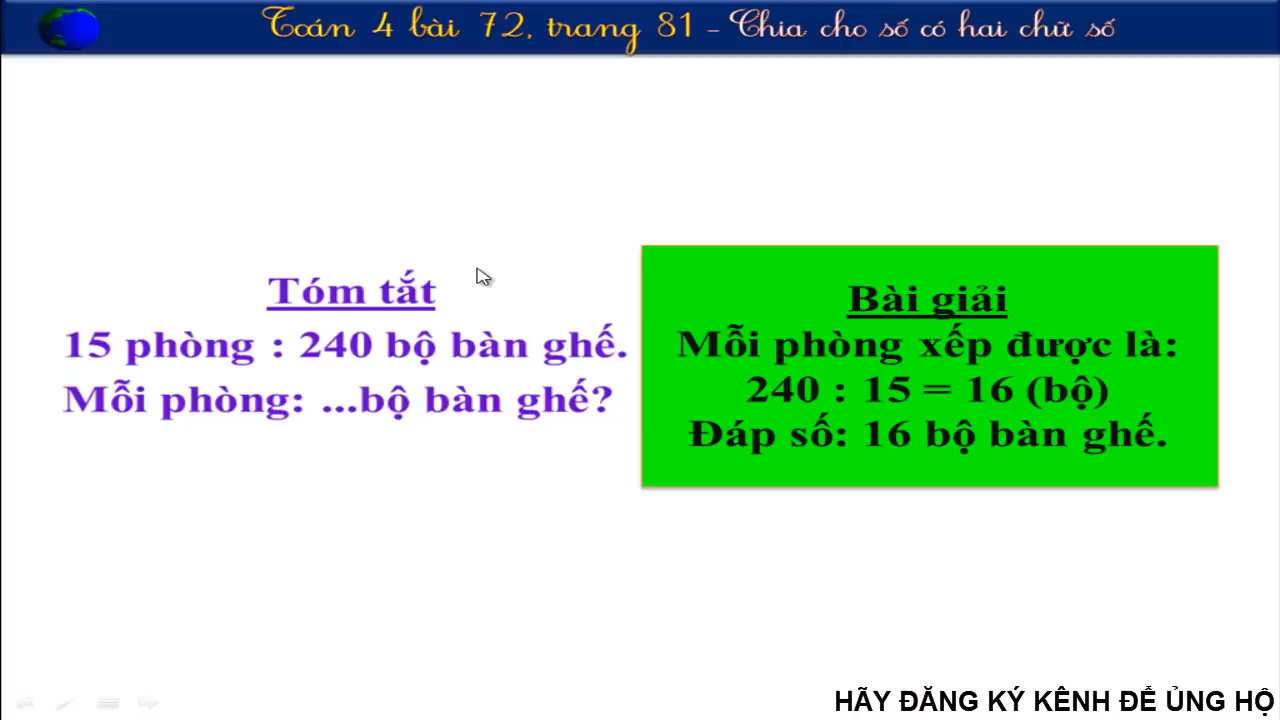 Toán 4 bài 72, trang 81 - Chia cho số có hai chữ số
Tóm tắt
15 phòng : 240 bộ bàn ghế.
Mỗi phòng: ...bộ bàn ghế?
Bài giải
Mỗi phòng xếp được là:
240 : 15 = 16 (bộ)
Đáp số: 16 bộ bàn ghế.
HÃY ĐĂNG KÝ KÊNH ĐỂ ỦNG HỘ